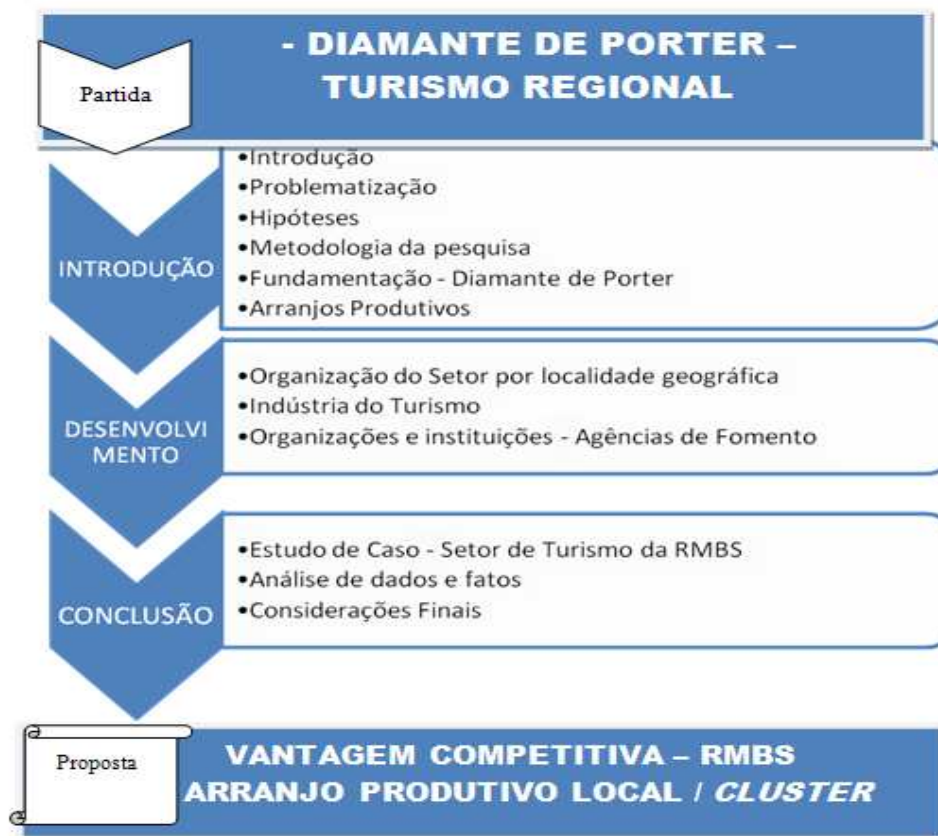 Partida
- DIAMANTE DE PORTER –
TURISMO REGIONAL
INTRODUÇÃO
•Introdução
•Problematização
•Hipóteses
•Metodologia da pesquisa
•Fundamentação - Diamante de Porter
•Arranjos Produtivos
DESENVOLVI
MENTO
•Organização do Setor por localidade geográfica
•Indústria do Turismo
•Organizações e instituições - Agências de Fomento
CONCLUSÃO
•Estudo de Caso - Setor de Turismo da RMBS
•Análise de dados e fatos
•Considerações Finais
Proposta
VANTAGEM COMPETITIVA – RMBS
ARRANJO PRODUTIVO LOCAL / CLUSTER